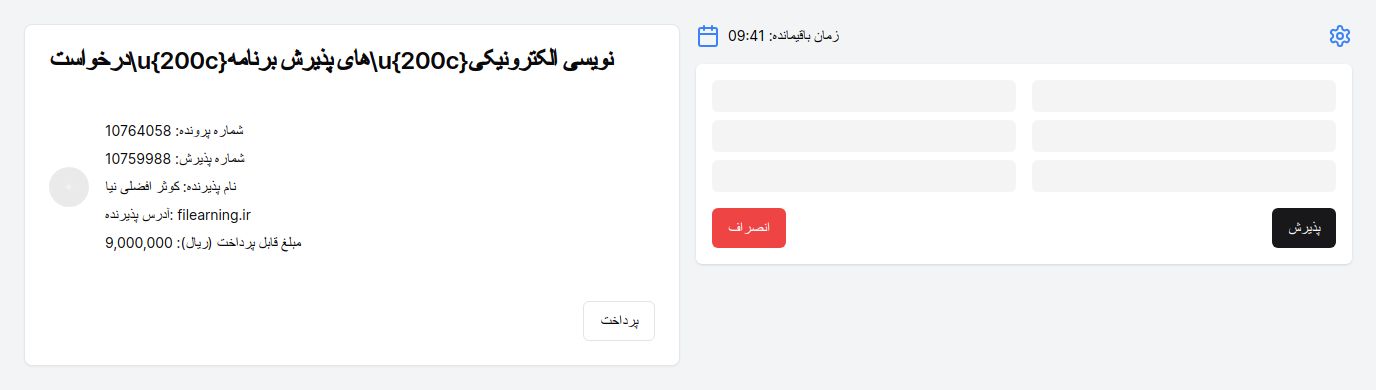 درخواست\u{200c}های پذیرش برنامه\u{200c}نویسی الکترونیکی
شماره پرونده: 10764058
شماره پذیرش: 10759988
نام پذیرنده: کوثر افضلی نیا
آدرس پذیرنده: filearning.ir
مبلغ قابل پرداخت (ریال): 9,000,000
پرداخت
زمان باقیمانده: 09:41
انصراف
پذیرش